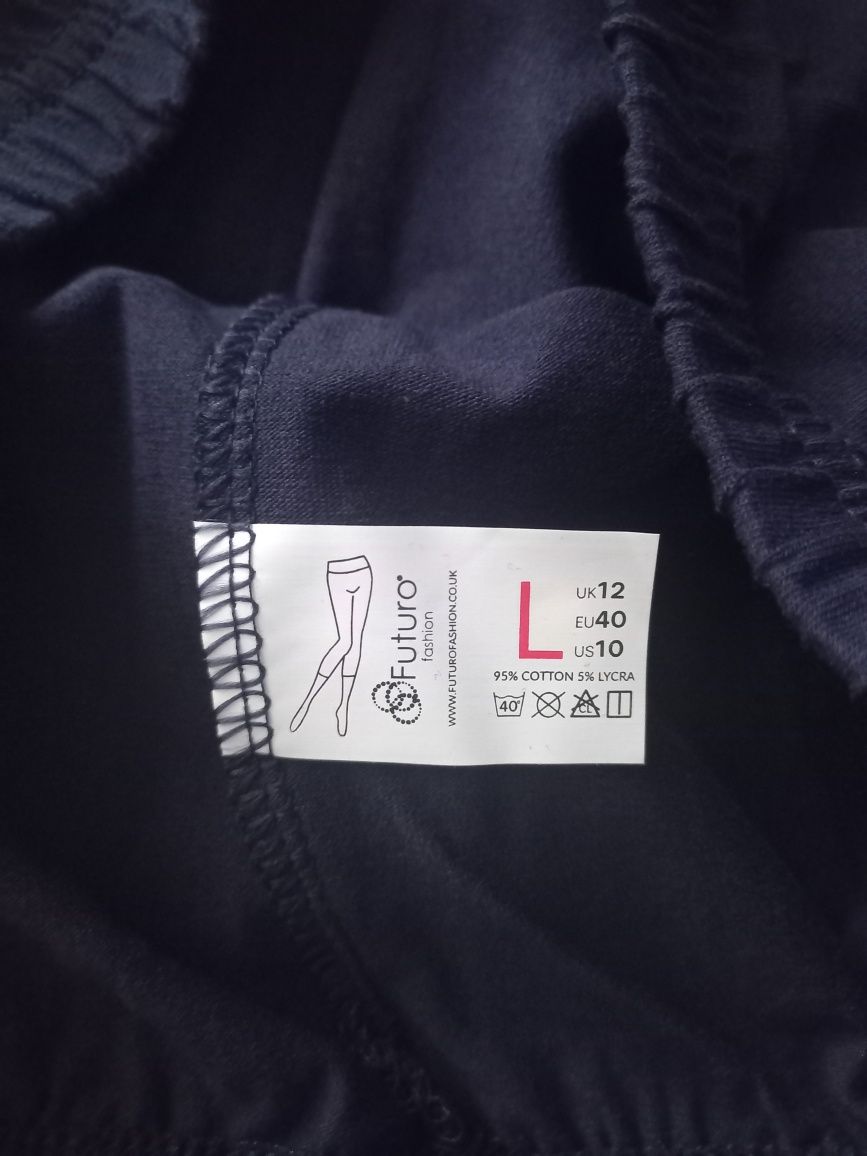 Futuro®
fashion
WWW.FUTUROFASHION.CO.UK
L
UK12
EU40
US10
95% COTTON 5% LYCRA
40°
CL